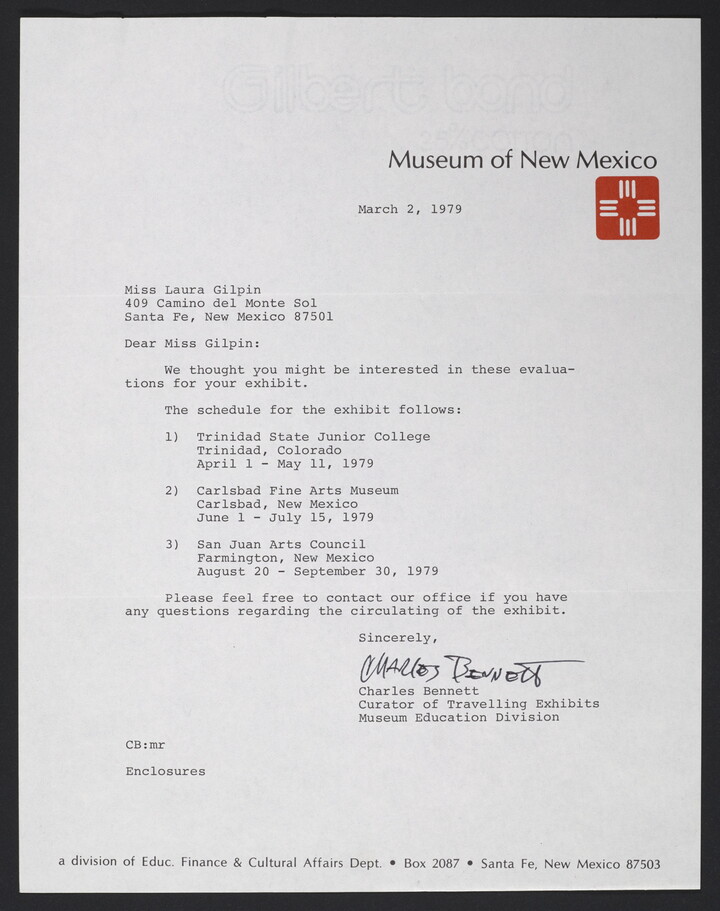 Gilbert bond
25% cotton
Museum of New Mexico
March 2, 1979
Miss Laura Gilpin
409 Camino del Monte Sol
Santa Fe, New Mexico 87501
Dear Miss Gilpin:
We thought you might be interested in these evalua-
tions for your exhibit.
The schedule for the exhibit follows:
1) Trinidad State Junior College
Trinidad, Colorado
April 1 - May 11, 1979
2) Carlsbad Fine Arts Museum
Carlsbad, New Mexico
June 1 - July 15, 1979
3) San Juan Arts Council
Farmington, New Mexico
August 20 - September 30, 1979
Please feel free to contact our office if you have
any questions regarding the circulating of the exhibit.
Sincerely,
CHARLES BENNETT
Charles Bennett
Curator of Travelling Exhibits
Museum Education Division
CB:mr
Enclosures
a division of Educ. Finance & Cultural Affairs Dept. • Box 2087 • Santa Fe, New Mexico 87503